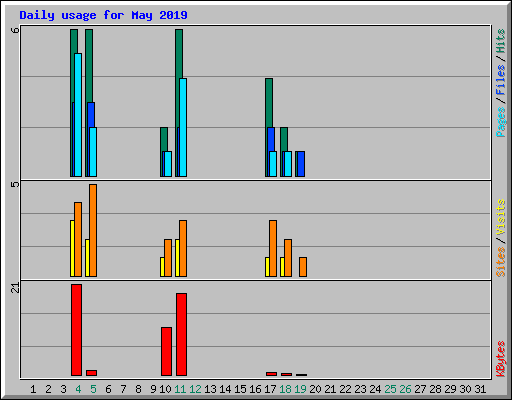 Daily usage for May 2019
6
Pages / Files / Hits
5
Sites / Visits
21
KBytes
1 2 3 4 5 6 7 8 9 10 11 12 13 14 15 16 17 18 19 20 21 22 23 24 25 26 27 28 29 30 31